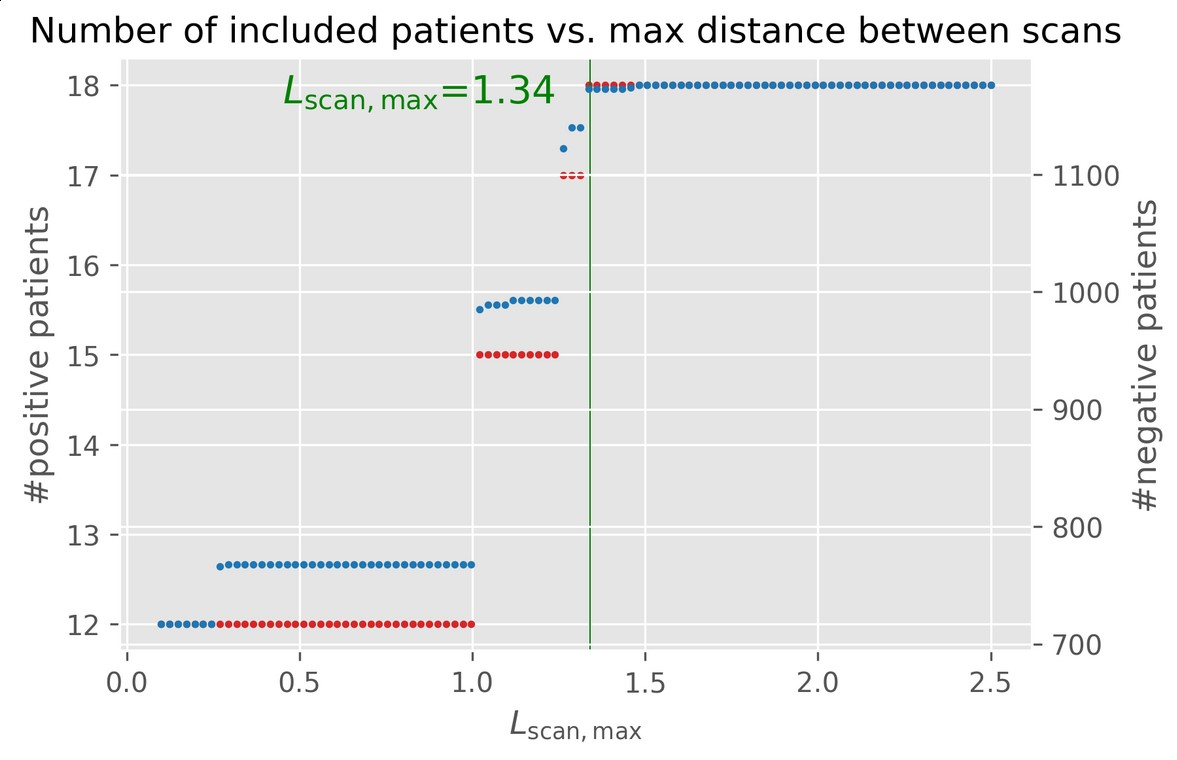 Number of included patients vs. max distance between scans
L_scan, max=1.34
#positive patients
18
17
16
15
14
13
12
1100
1000
900
800
700
#negative patients
0.0 0.5 1.0 1.5 2.0 2.5
L_scan, max